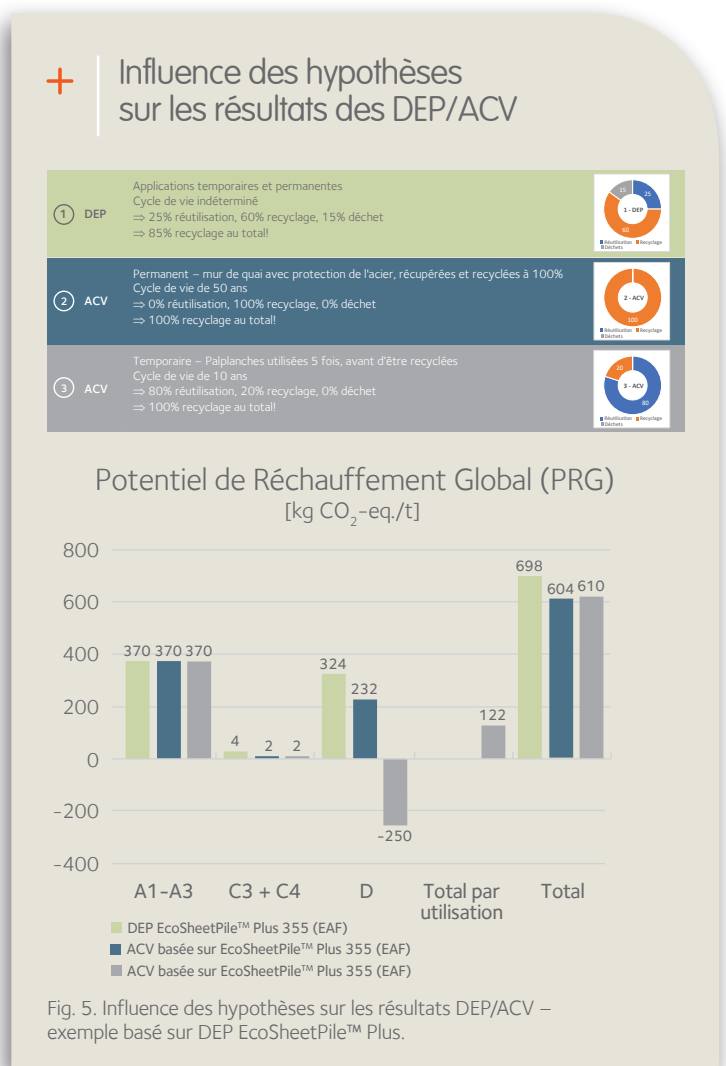 +
Influence des hypothèses
sur les résultats des DEP/ACV
1 DEP
Applications temporaires et permanentes
Cycle de vie indéterminé
⇒ 25% réutilisation, 60% recyclage, 15% déchet
⇒ 85% recyclage au total!
15
25
1 - DEP
60
Réutilisation Recyclage
Déchets
2 ACV
Permanent – mur de quai avec protection de l'acier, récupérées et recyclées à 100%
Cycle de vie de 50 ans
⇒ 0% réutilisation, 100% recyclage, 0% déchet
⇒ 100% recyclage au total!
2 - ACV
100
Réutilisation Recyclage
Déchets
3 ACV
Temporaire – Palplanches utilisées 5 fois, avant d'être recyclées
Cycle de vie de 10 ans
⇒ 80% réutilisation, 20% recyclage, 0% déchet
⇒ 100% recyclage au total!
20
3 - ACV
80
Réutilisation Recyclage
Déchets
Potentiel de Réchauffement Global (PRG)
[kg CO2-eq./t]
800
600
400
200
0
-200
-400
370 370 370
4 2 2
324
232
-250
122
698
604 610
A1-A3 C3 + C4 D Total par Total
utilisation
DEP EcoSheetPile™ Plus 355 (EAF)
ACV basée sur EcoSheetPile™ Plus 355 (EAF)
ACV basée sur EcoSheetPile™ Plus 355 (EAF)
Fig. 5. Influence des hypothèses sur les résultats DEP/ACV –
exemple basé sur DEP EcoSheetPile™ Plus.